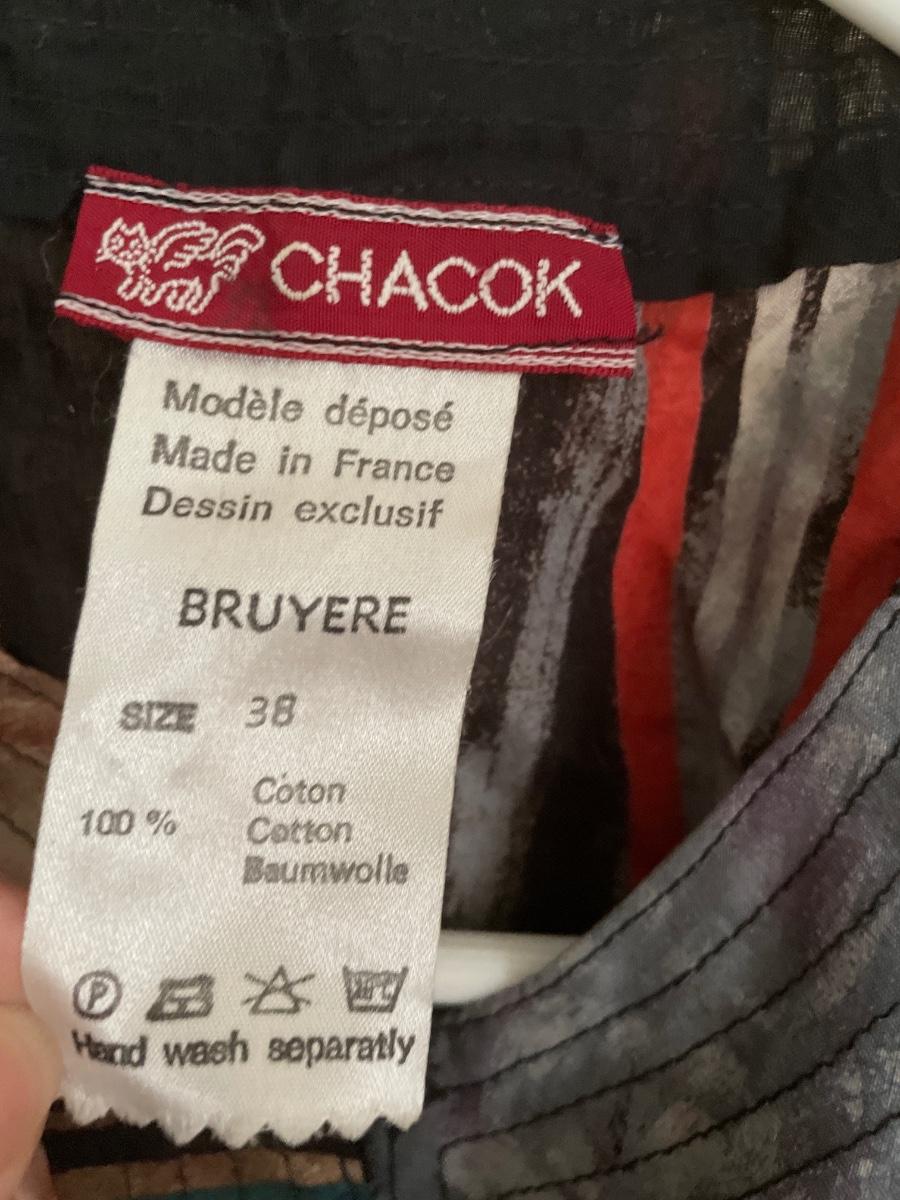 CHACOK
Modèle déposé
Made in France
Dessin exclusif
BRUYERE
SIZE 38
100 % Coton
Cotton
Baumwolle
P
Hand wash separatly